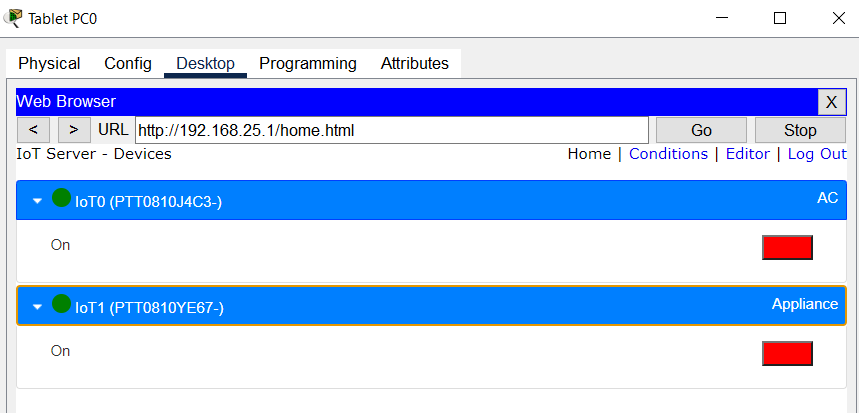 Tablet PC0
Physical Config Desktop Programming Attributes
Web Browser X
< > URL http://192.168.25.1/home.html Go Stop
IoT Server - Devices Home | Conditions | Editor | Log Out
IoT0 (PTT0810J4C3-) AC
On
IoT1 (PTT0810YE67-) Appliance
On